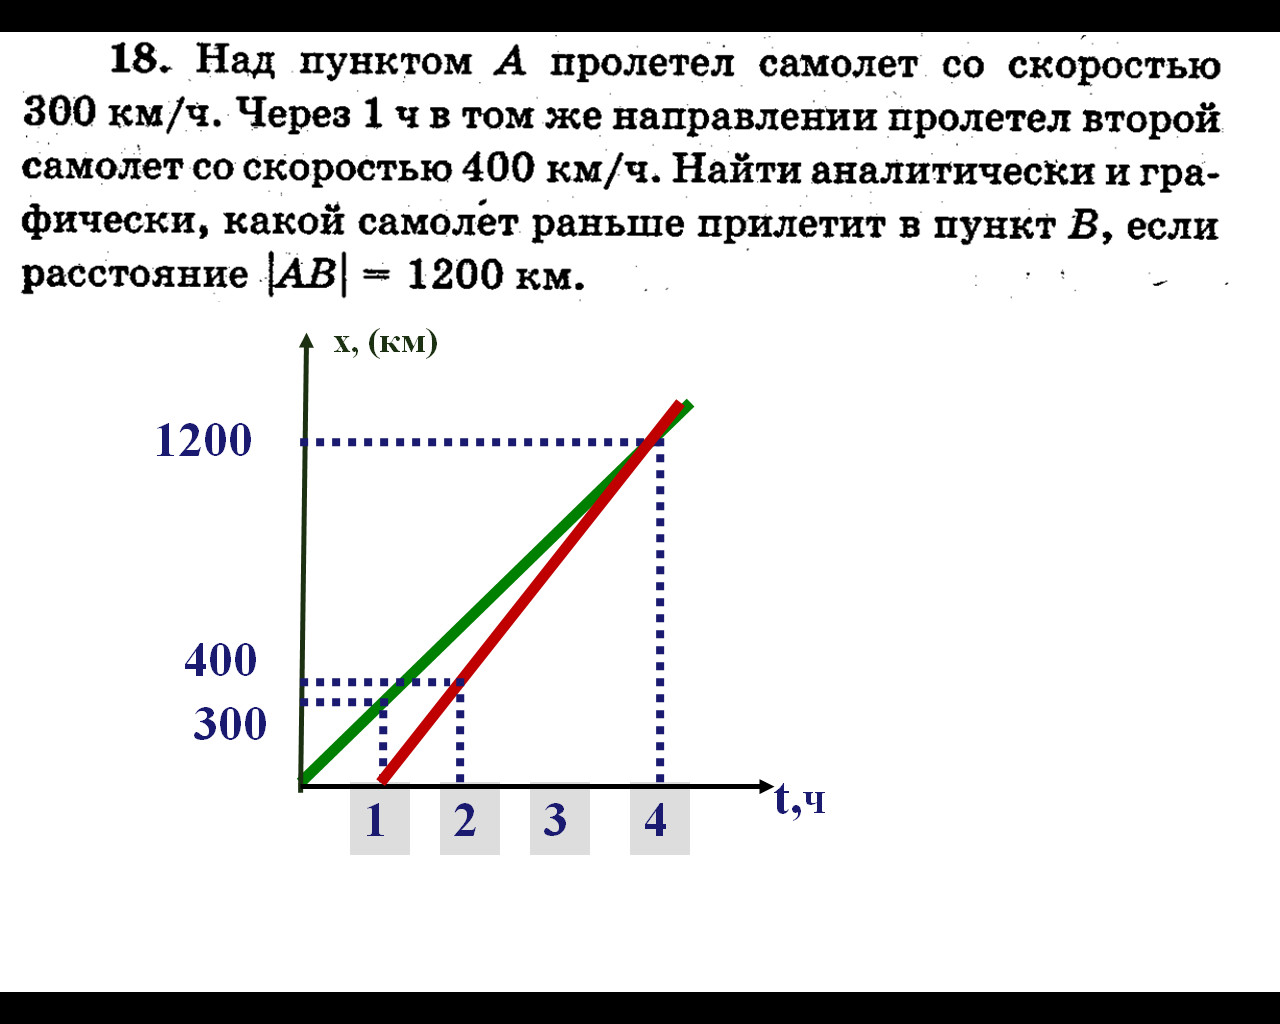 18. Над пунктом A пролетел самолет со скоростью
300 км/ч. Через 1 ч в том же направлении пролетел второй
самолет со скоростью 400 км/ч. Найти аналитически и гра-
фически, какой самолет раньше прилетит в пункт B, если
расстояние |AB| = 1200 км.
х, (км)
1200
400
300
1 2 3 4
t,ч